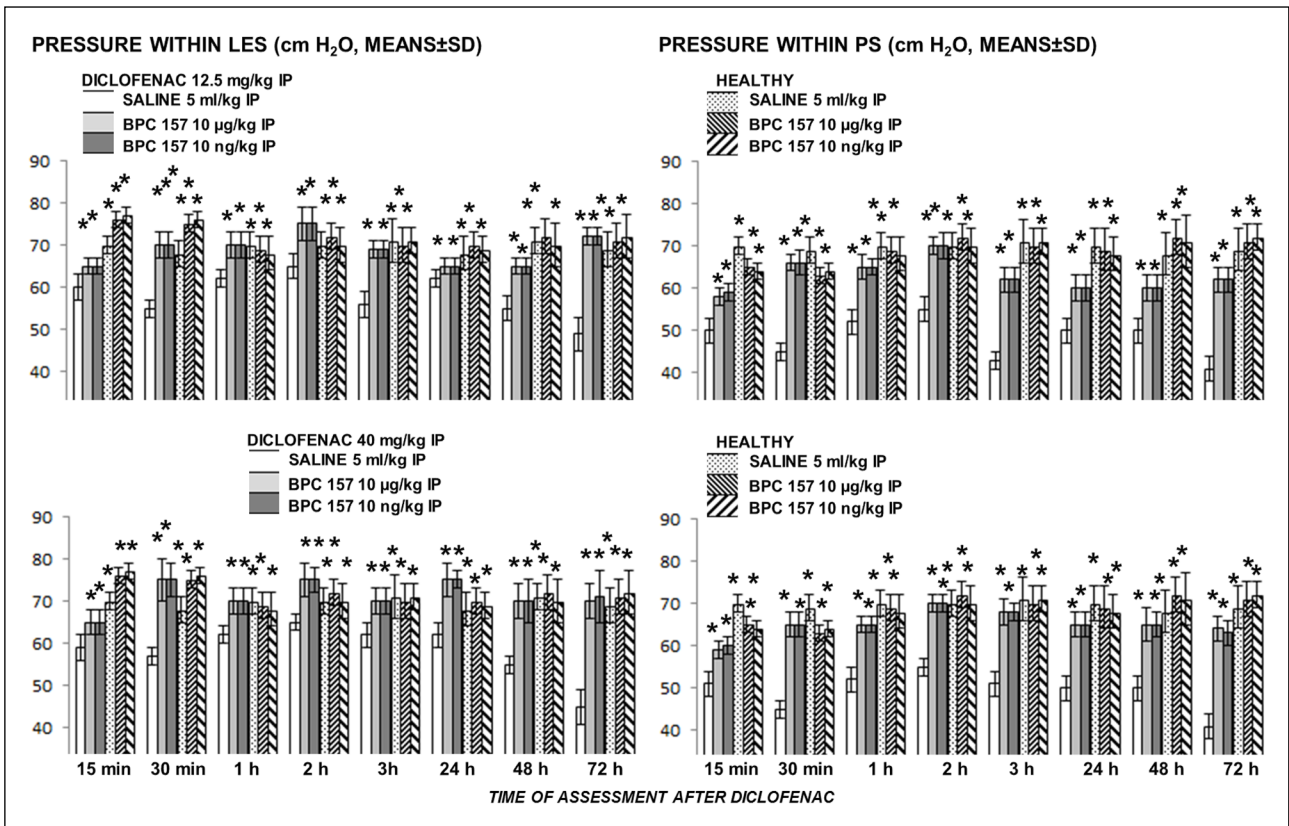 PRESSURE WITHIN LES (cm H₂O, MEANS±SD)
DICLOFENAC 12.5 mg/kg IP
SALINE 5 ml/kg IP
BPC 157 10 µg/kg IP
BPC 157 10 ng/kg IP
90
80
70
60
50
40
PRESSURE WITHIN PS (cm H₂O, MEANS±SD)
HEALTHY
SALINE 5 ml/kg IP
BPC 157 10 µg/kg IP
BPC 157 10 ng/kg IP
90
80
70
60
50
40
DICLOFENAC 40 mg/kg IP
SALINE 5 ml/kg IP
BPC 157 10 µg/kg IP
BPC 157 10 ng/kg IP
90
80
70
60
50
40
15 min 30 min 1 h 2 h 3h 24 h 48 h 72 h
HEALTHY
SALINE 5 ml/kg IP
BPC 157 10 µg/kg IP
BPC 157 10 ng/kg IP
90
80
70
60
50
40
15 min 30 min 1 h 2 h 3 h 24 h 48 h 72 h
TIME OF ASSESSMENT AFTER DICLOFENAC